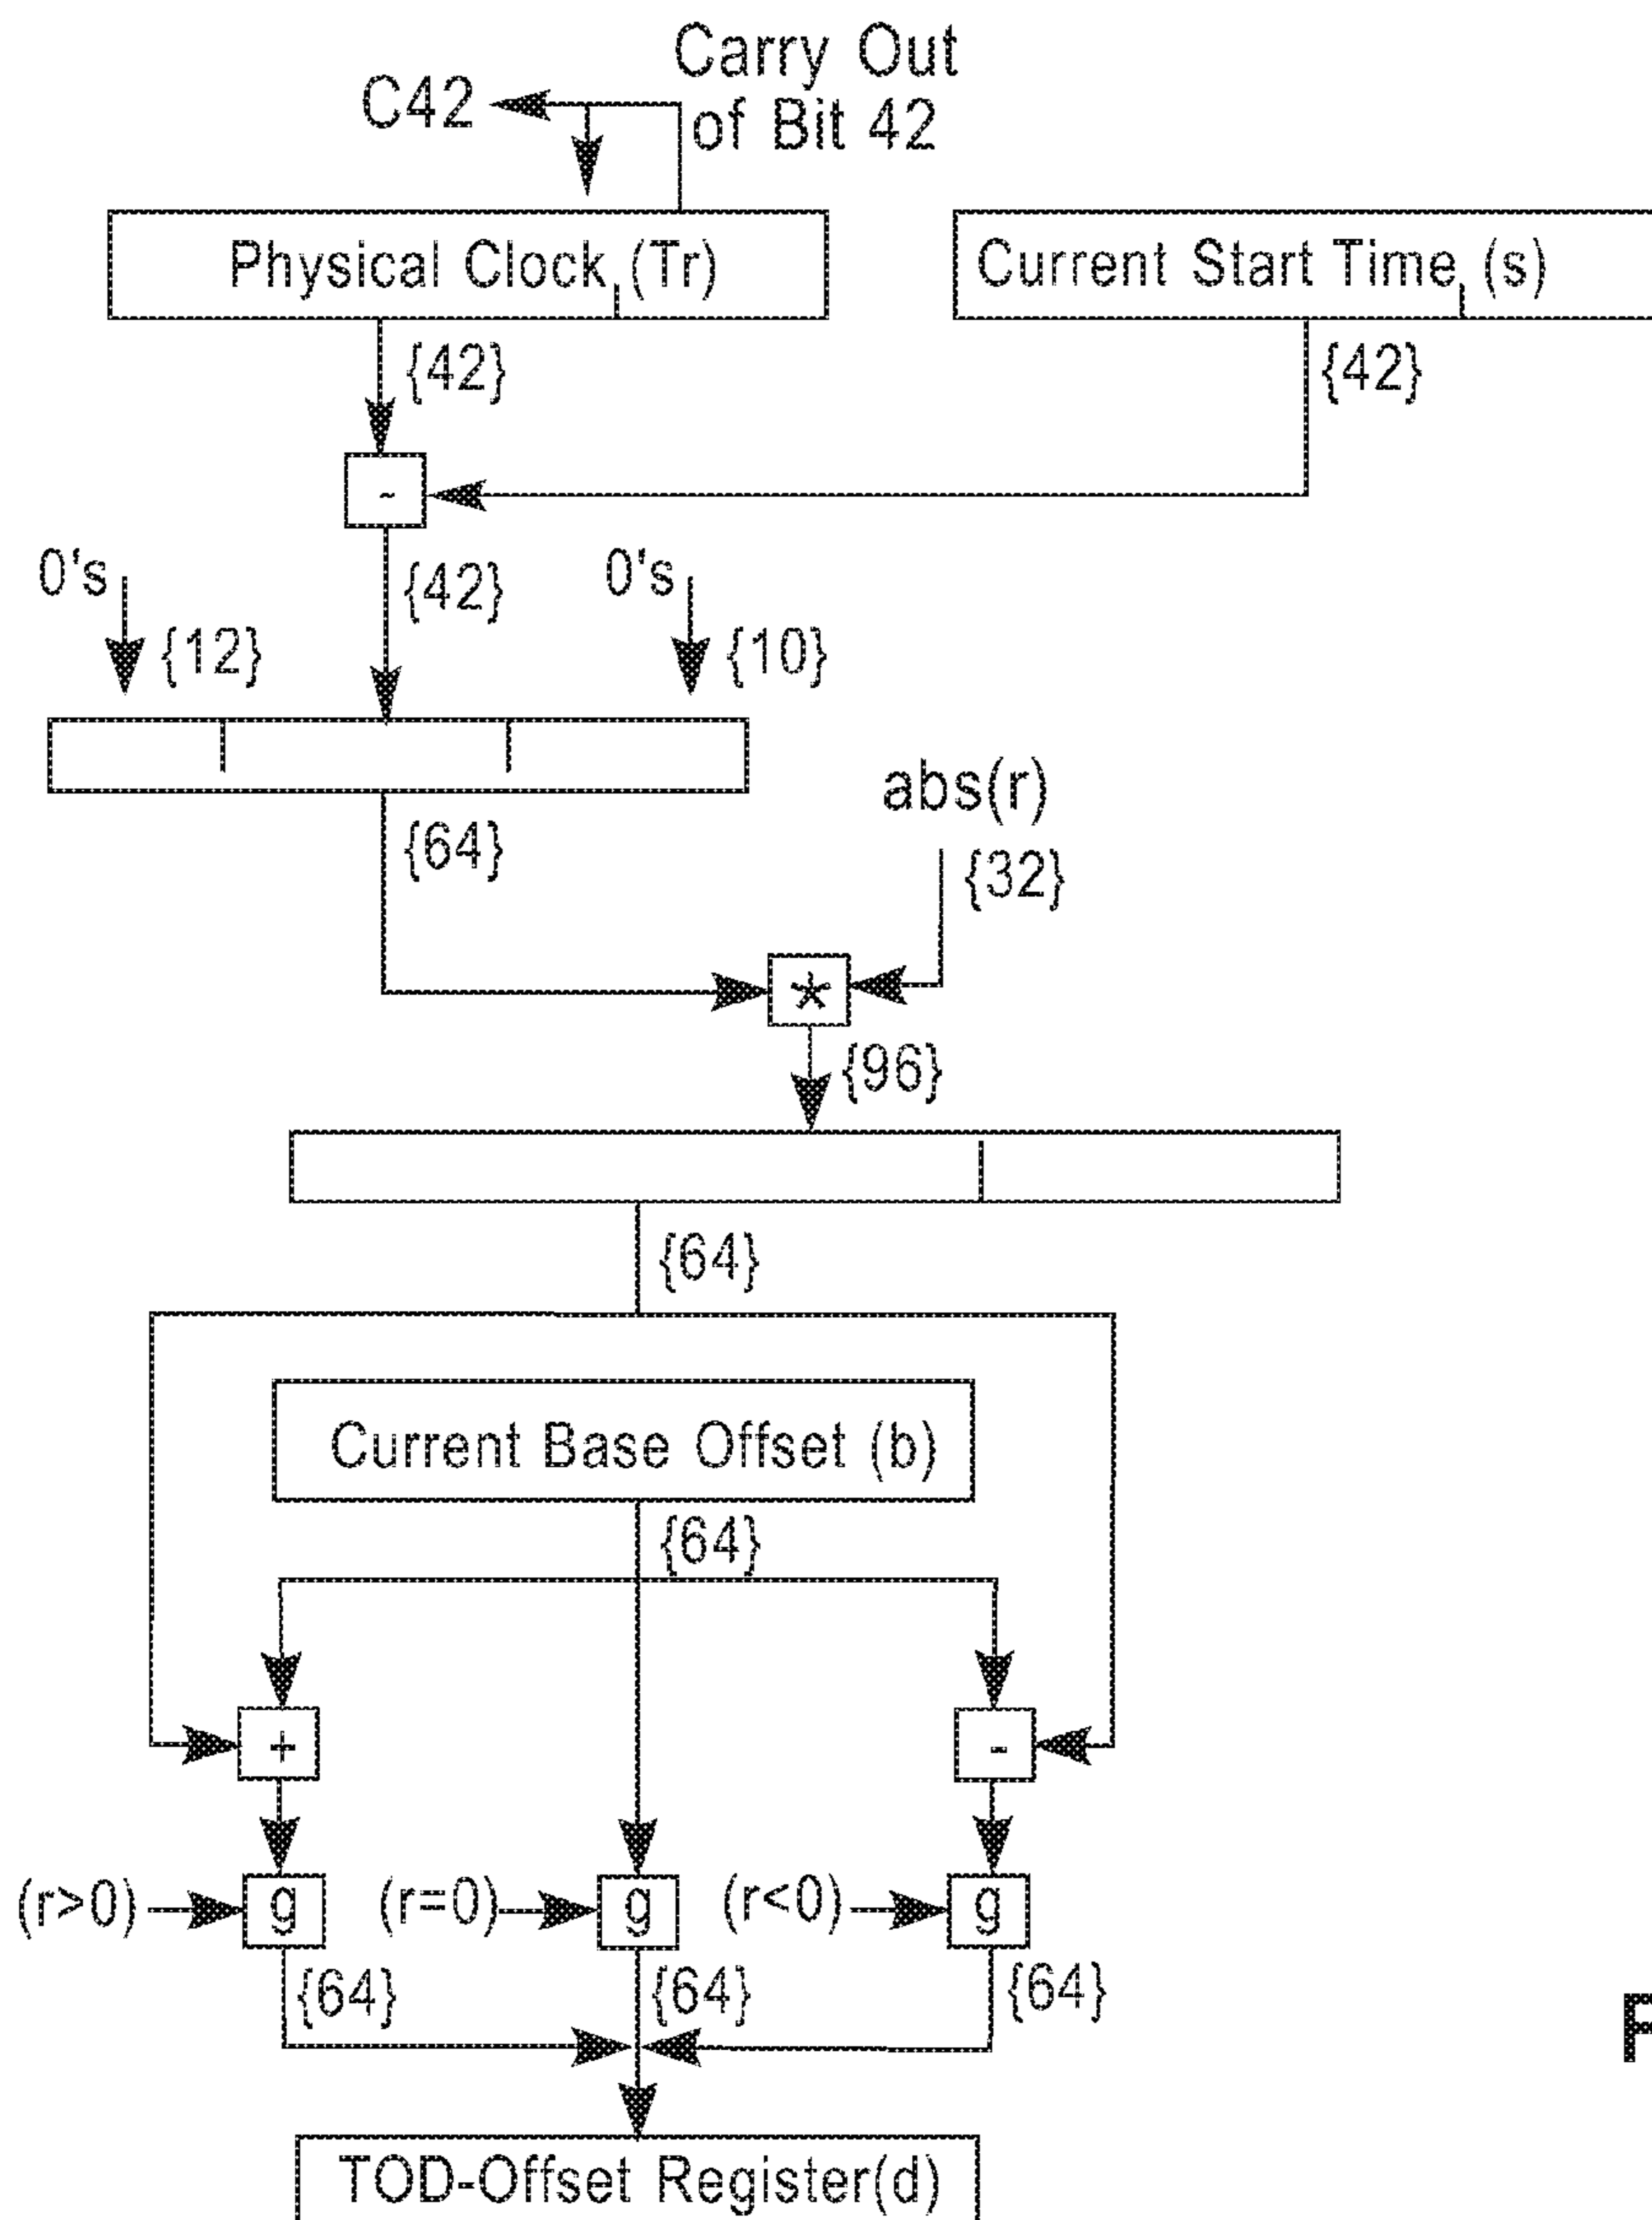 Carry Out
C42
of Bit 42
Physical Clock (Tr)
Current Start Time (s)
{42}
{42}
-
0's
{12}
{42}
0's
{10}
{64}
abs(r)
{32}
*
{96}
{64}
Current Base Offset (b)
{64}
+
-
(r>0)
g
(r=0)
g
(r<0)
g
{64}
{64}
{64}
F
TOD-Offset Register(d)